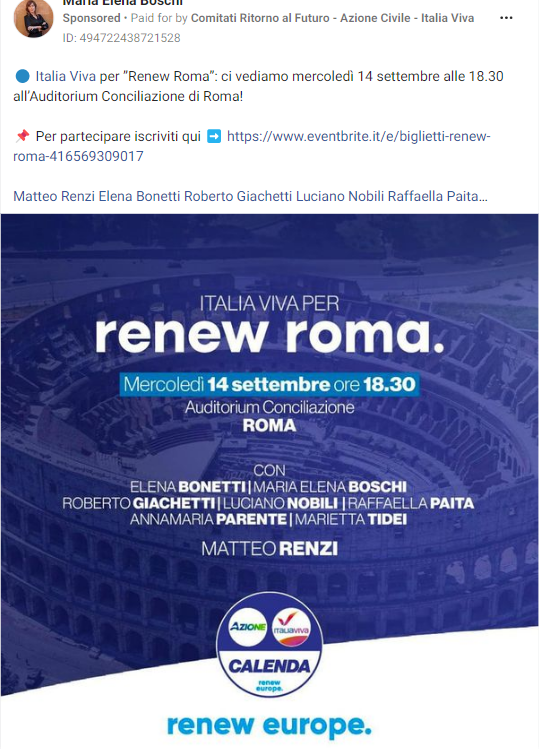 Maria Elena Boschi
Sponsored • Paid for by Comitati Ritorno al Futuro - Azione Civile - Italia Viva
ID: 494722438721528
Italia Viva per “Renew Roma”: ci vediamo mercoledì 14 settembre alle 18.30
all’Auditorium Conciliazione di Roma!
Per partecipare iscriviti qui ➡️ https://www.eventbrite.it/e/biglietti-renew-
roma-416569309017
Matteo Renzi Elena Bonetti Roberto Giachetti Luciano Nobili Raffaella Paita…
ITALIA VIVA PER
renew roma.
Mercoledì 14 settembre ore 18.30
Auditorium Conciliazione
ROMA
CON
ELENA BONETTI | MARIA ELENA BOSCHI
ROBERTO GIACHETTI | LUCIANO NOBILI | RAFFAELLA PAITA
ANNAMARIA PARENTE | MARIETTA TIDEI
MATTEO RENZI
AZIONE
ITALIAVIVA
CALENDA
renew
europe.
renew europe.